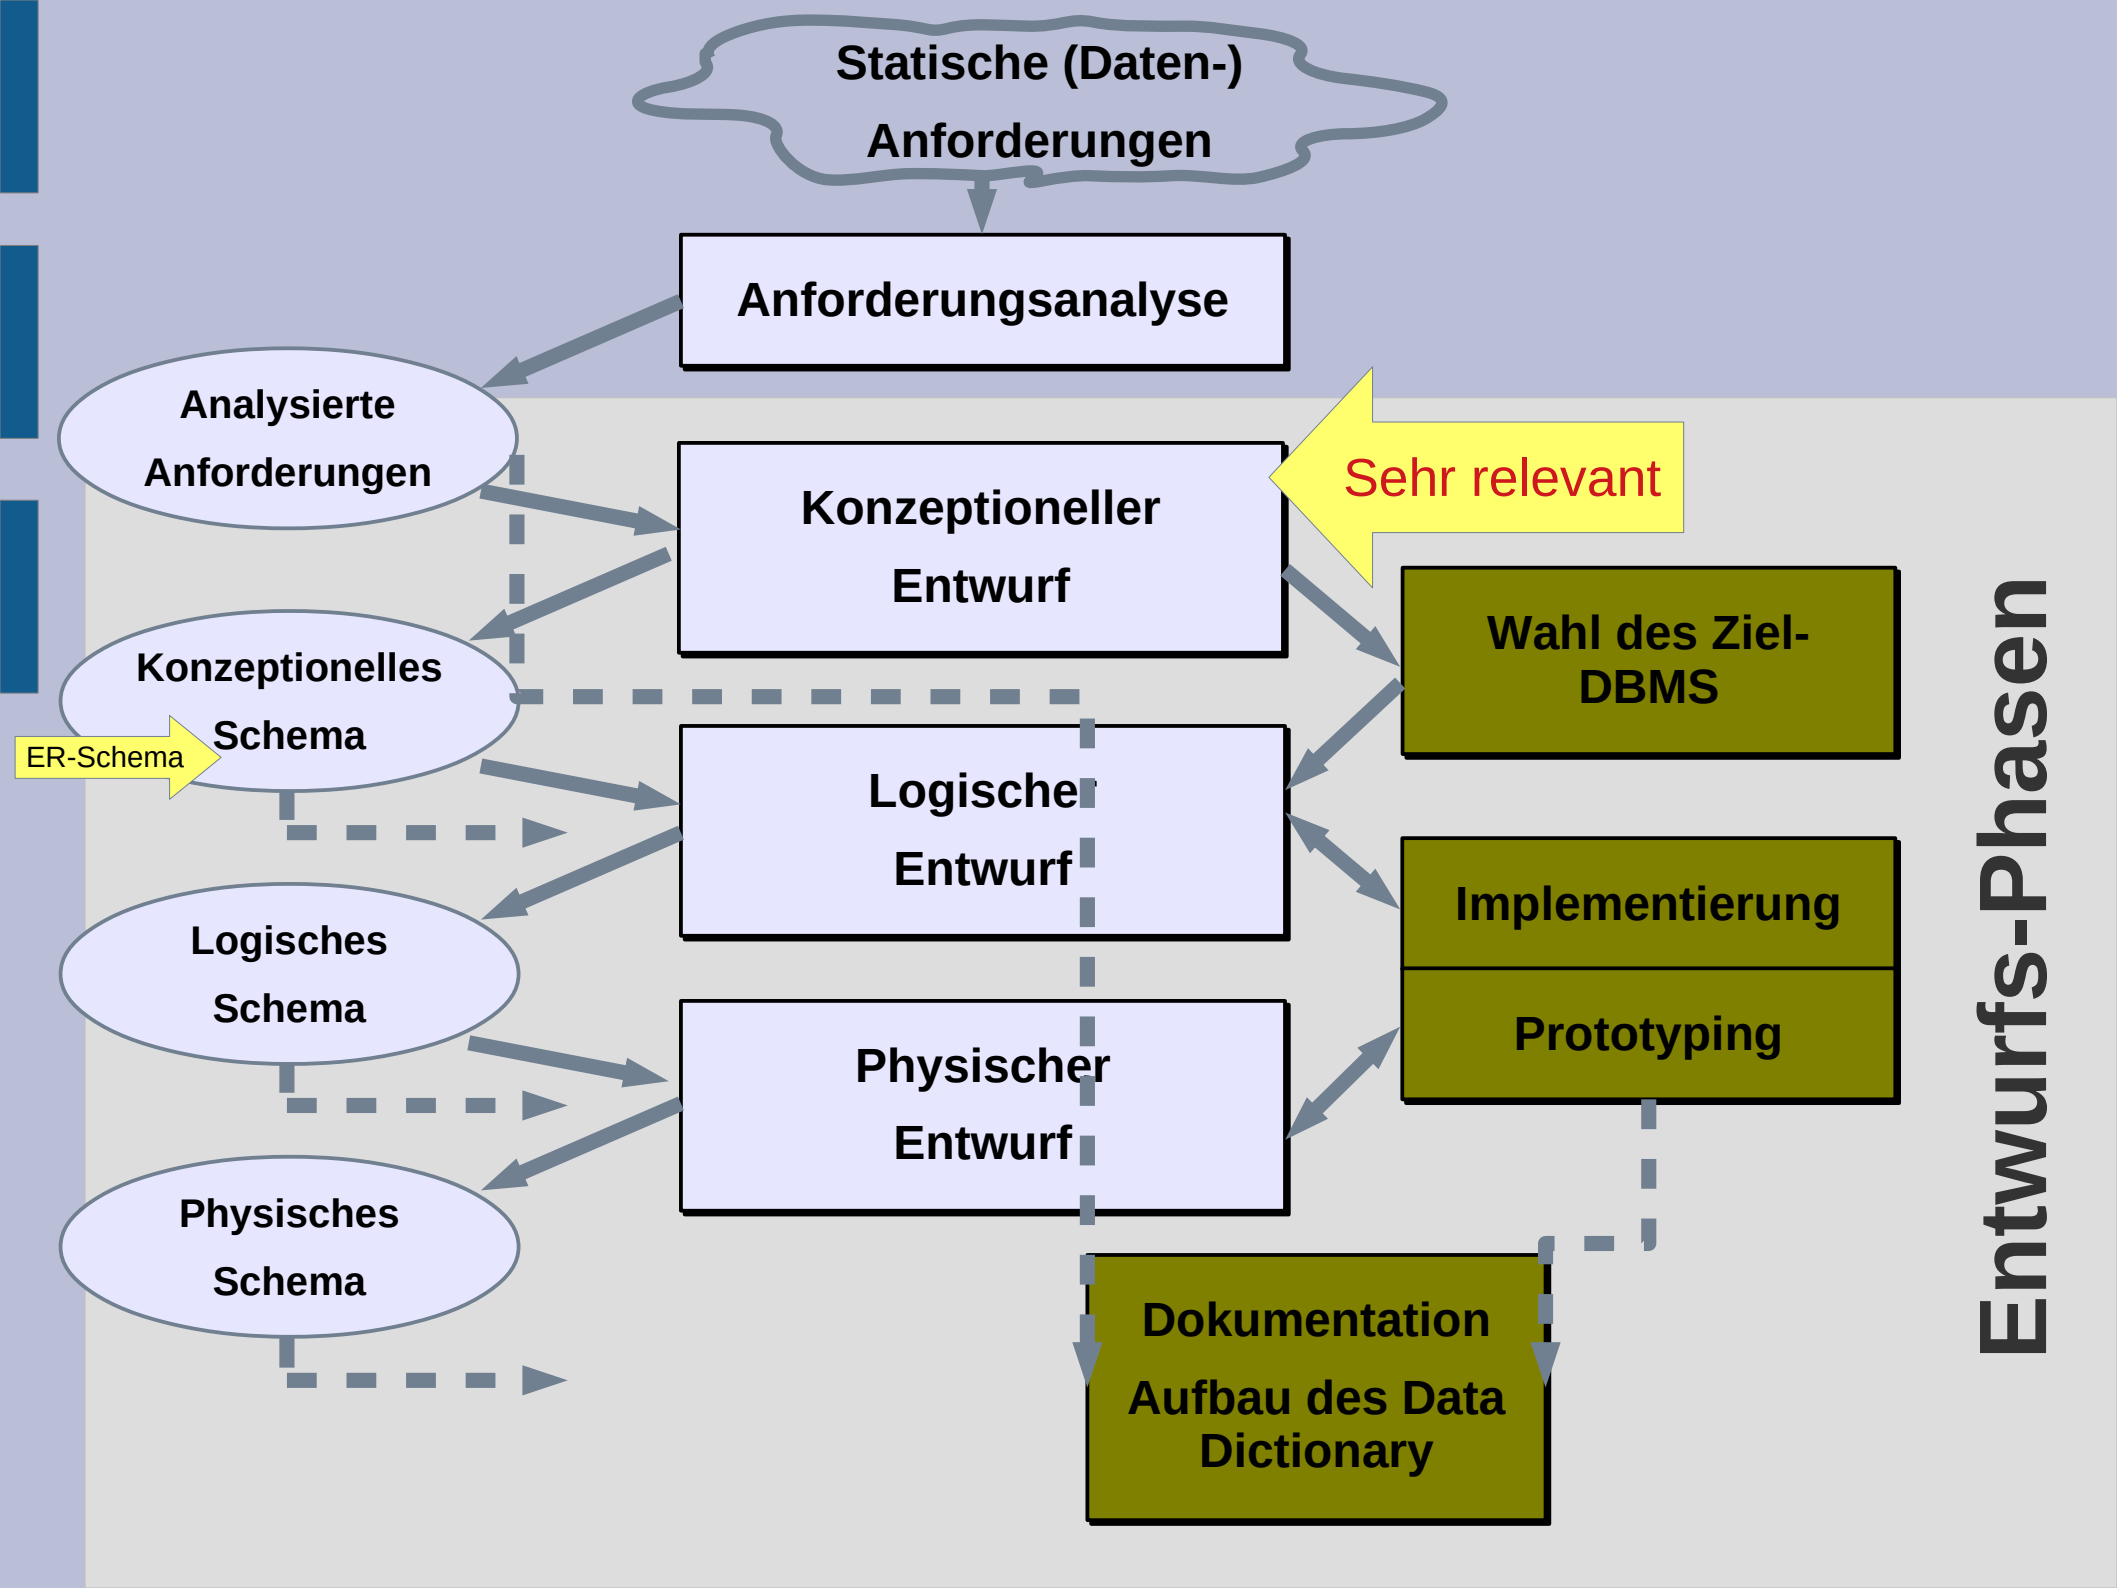 Statische (Daten-)
Anforderungen
Anforderungsanalyse
Analysierte
Anforderungen
Konzeptioneller
Entwurf
Sehr relevant
Wahl des Ziel-
DBMS
Konzeptionelles
Schema
ER-Schema
Logischer
Entwurf
Implementierung
Prototyping
Logisches
Schema
Physischer
Entwurf
Physisches
Schema
Dokumentation
Aufbau des Data
Dictionary
Entwurfs-Phasen